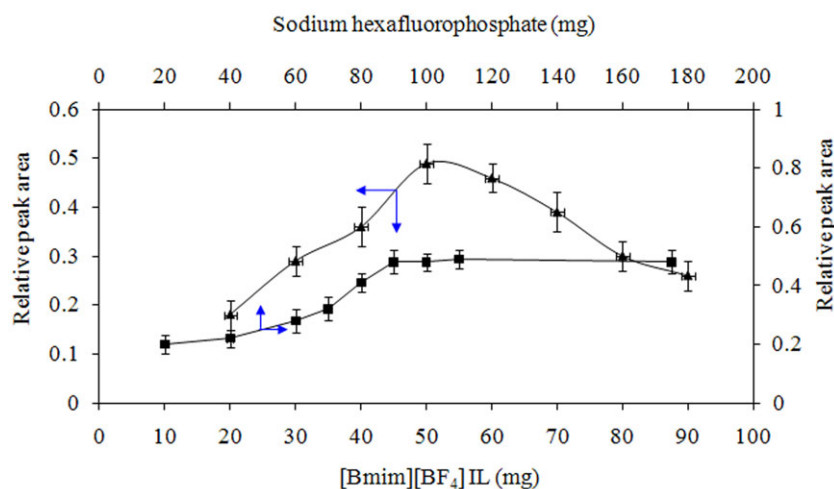 Sodium hexafluorophosphate (mg)
0 20 40 60 80 100 120 140 160 180 200
Relative peak area
0.6
0.5
0.4
0.3
0.2
0.1
0
1
0.8
0.6
0.4
0.2
0
Relative peak area
0 10 20 30 40 50 60 70 80 90 100
[Bmim][BF4] IL (mg)